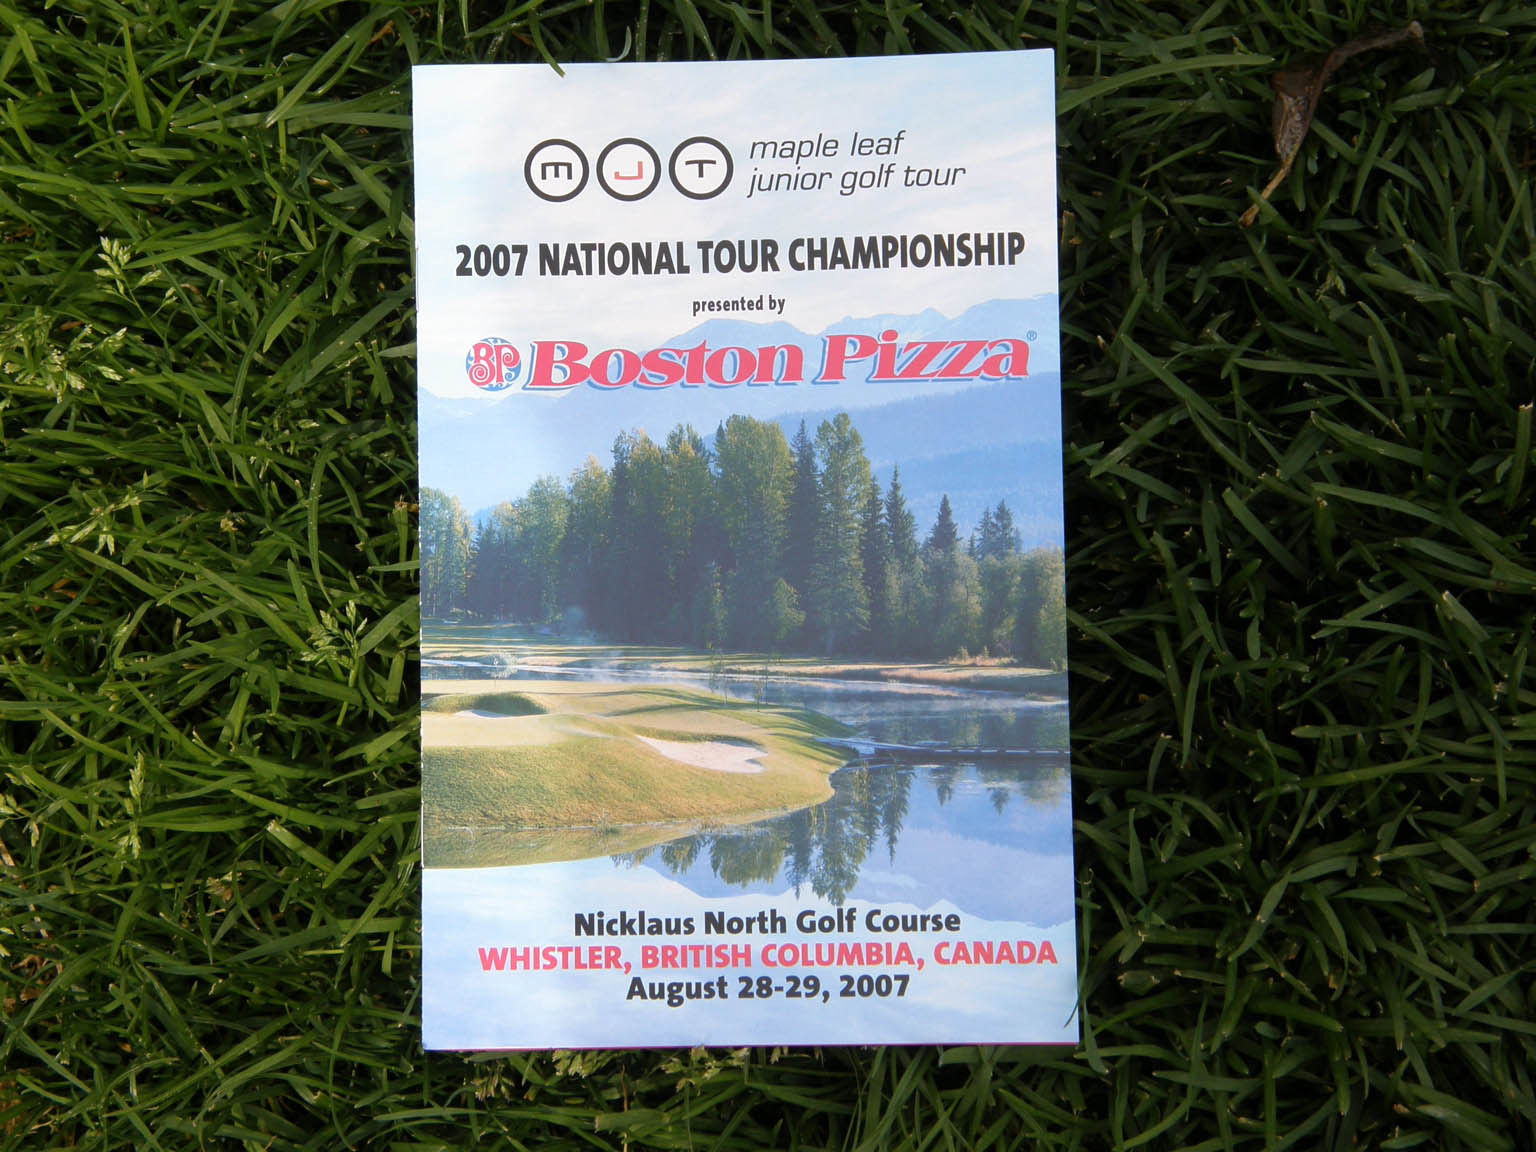 MJT maple leaf
junior golf tour
2007 NATIONAL TOUR CHAMPIONSHIP
presented by
BP Boston Pizza®
Nicklaus North Golf Course
WHISTLER, BRITISH COLUMBIA, CANADA
August 28-29, 2007